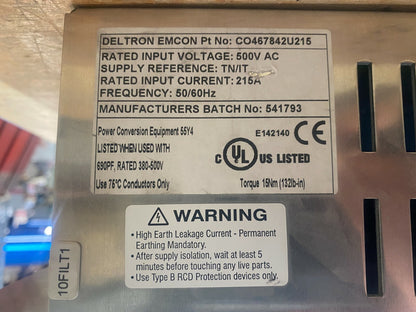 DELTRON EMCON Pt No: CO467842U215
RATED INPUT VOLTAGE: 500V AC
SUPPLY REFERENCE: TN/IT
RATED INPUT CURRENT: 215A
FREQUENCY: 50/60Hz
MANUFACTURERS BATCH No: 541793
Power Conversion Equipment 55Y4
LISTED WHEN USED WITH
690PF, RATED 380-500V
Use 75°C Conductors Only
E142140 CE
C UL US LISTED
Torque 15Nm (132lb-in)
WARNING
• High Earth Leakage Current - Permanent
Earthing Mandatory.
• After supply isolation, wait at least 5
minutes before touching any live parts.
• Use Type B RCD Protection devices only.
10FILT1